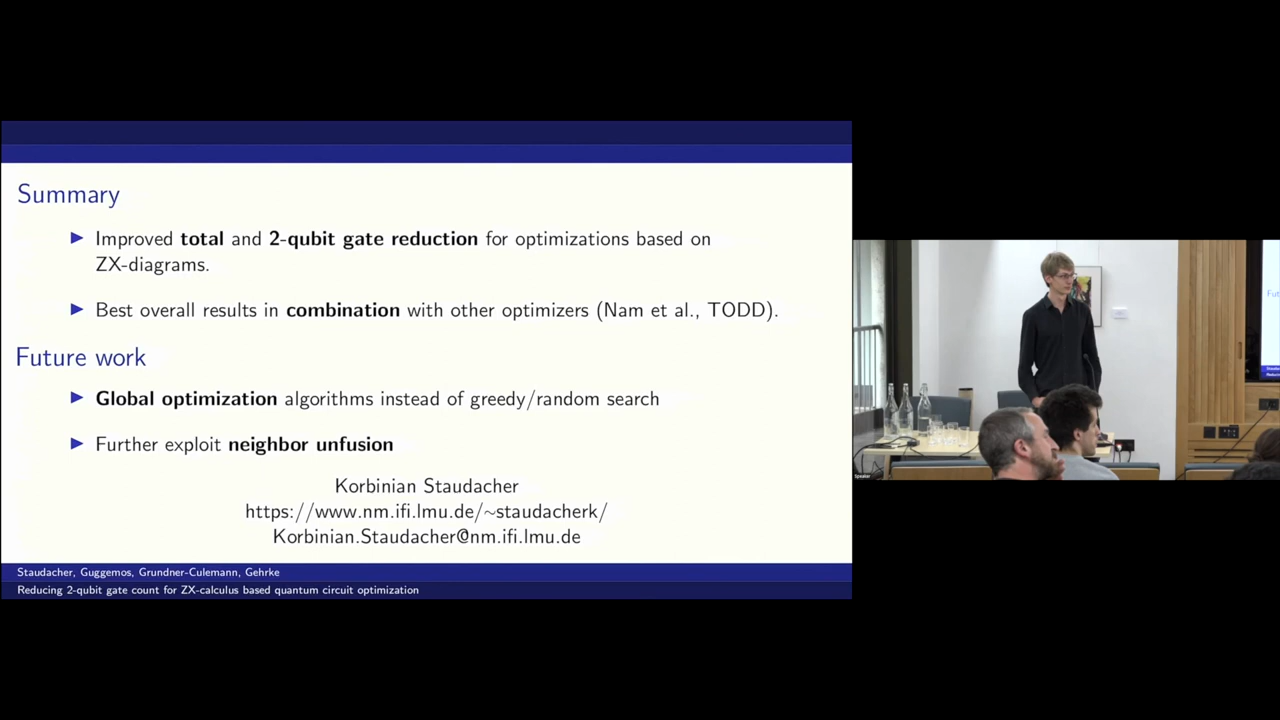 Summary
Improved total and 2-qubit gate reduction for optimizations based on
ZX-diagrams.
Best overall results in combination with other optimizers (Nam et al., TODD).
Future work
Global optimization algorithms instead of greedy/random search
Further exploit neighbor unfusion
Korbinian Staudacher
https://www.nm.ifi.lmu.de/~staudacherk/
Korbinian.Staudacher@nm.ifi.lmu.de
Staudacher, Guggemos, Grundner-Culemann, Gehrke
Reducing 2-qubit gate count for ZX-calculus based quantum circuit optimization
Speaker